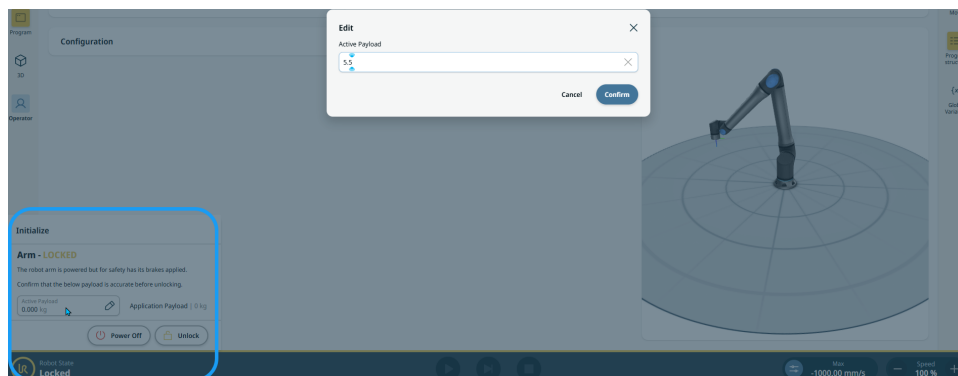 Program
Configuration
3D
Operator
Edit
Active Payload
5.5
Cancel
Confirm
Initialize
Arm - LOCKED
The robot arm is powered but for safety has its brakes applied.
Confirm that the below payload is accurate before unlocking.
Active Payload
0.000 kg
Application Payload | 0 kg
Power Off
Unlock
Robot State
Locked
Max
-1000.00 mm/s
Speed
100 %